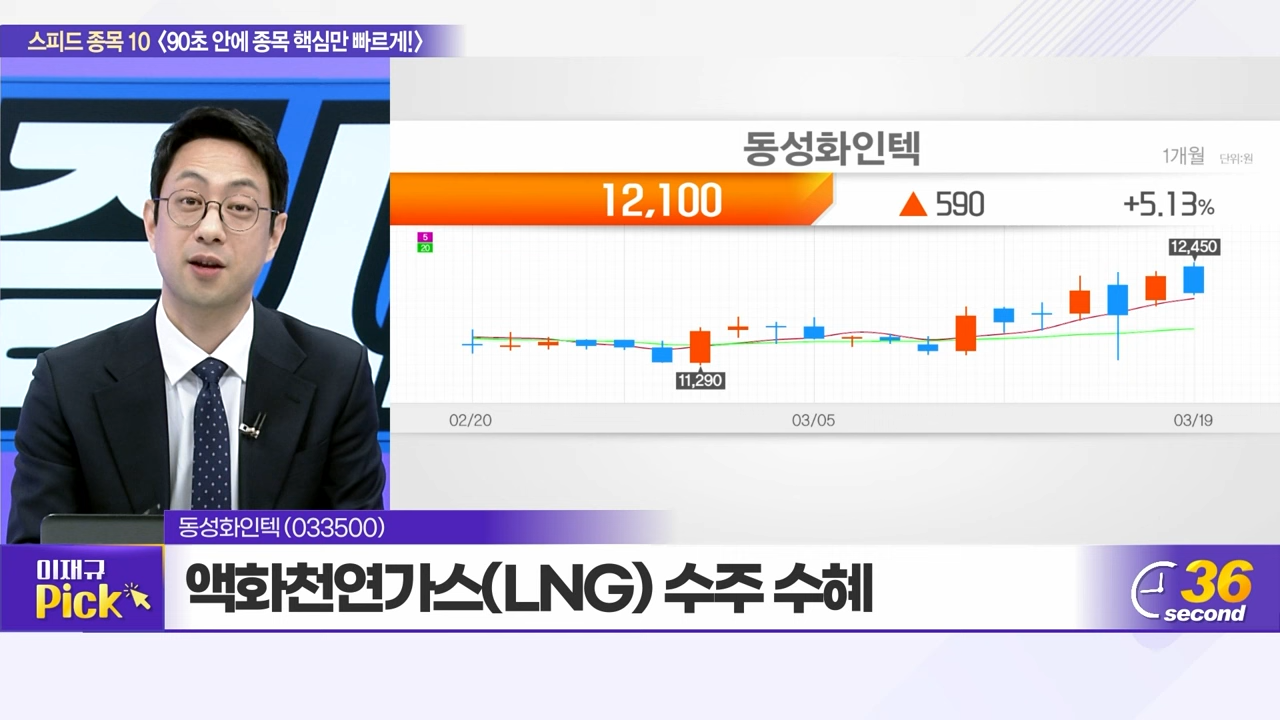 스피드 종목 10 〈90초 안에 종목 핵심만 빠르게!〉
동성화인텍
1개월 단위:원
12,100 ▲ 590 +5.13%
5
20
12,450
11,290
02/20 03/05 03/19
동성화인텍(033500)
이재규
Pick
액화천연가스(LNG) 수주 수혜
36
second